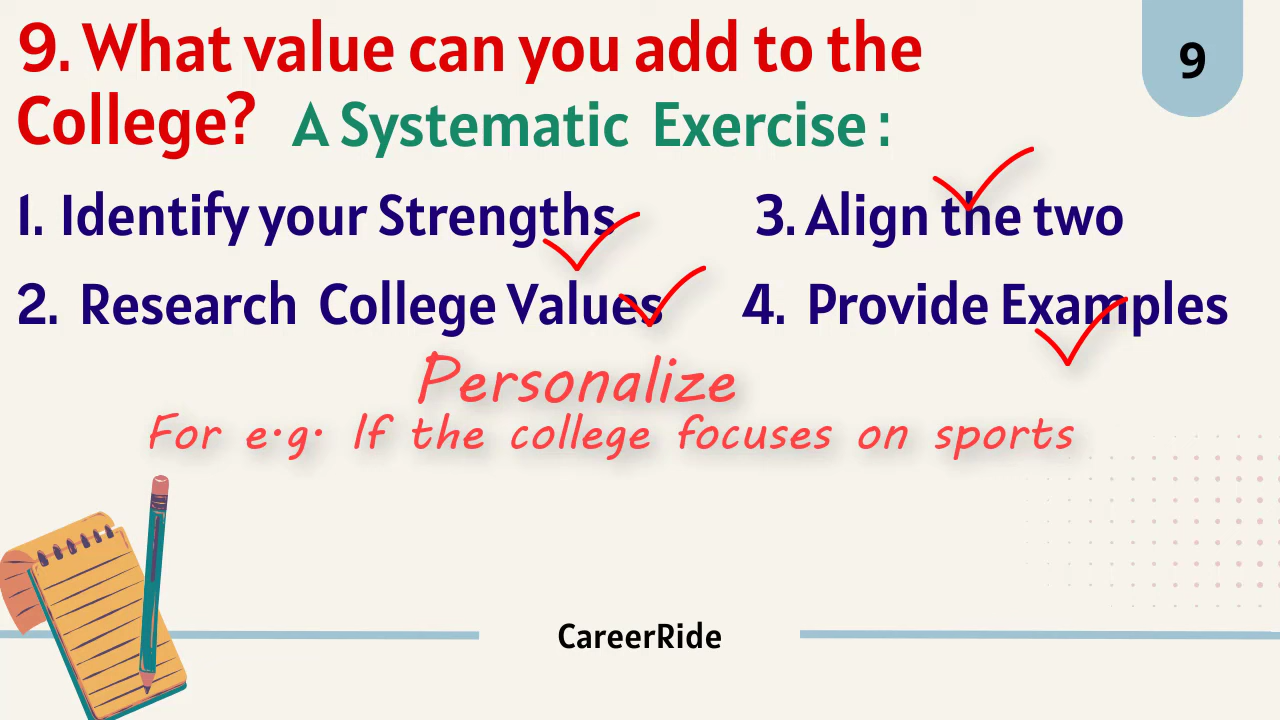 9. What value can you add to the
College? A Systematic Exercise :
9
1. Identify your Strengths
2. Research College Values
3. Align the two
4. Provide Examples
Personalize
For e.g. If the college focuses on sports
CareerRide